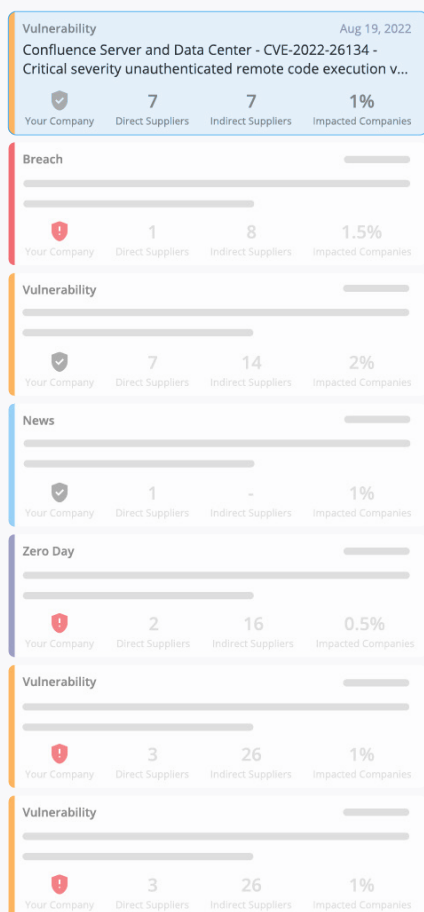 Vulnerability Aug 19, 2022
Confluence Server and Data Center - CVE-2022-26134 -
Critical severity unauthenticated remote code execution v...
7 7 1%
Your Company Direct Suppliers Indirect Suppliers Impacted Companies
Breach
1 8 1.5%
Your Company Direct Suppliers Indirect Suppliers Impacted Companies
Vulnerability
7 14 2%
Your Company Direct Suppliers Indirect Suppliers Impacted Companies
News
1 - 1%
Your Company Direct Suppliers Indirect Suppliers Impacted Companies
Zero Day
2 16 0.5%
Your Company Direct Suppliers Indirect Suppliers Impacted Companies
Vulnerability
3 26 1%
Your Company Direct Suppliers Indirect Suppliers Impacted Companies
Vulnerability
3 26 1%
Your Company Direct Suppliers Indirect Suppliers Impacted Companies